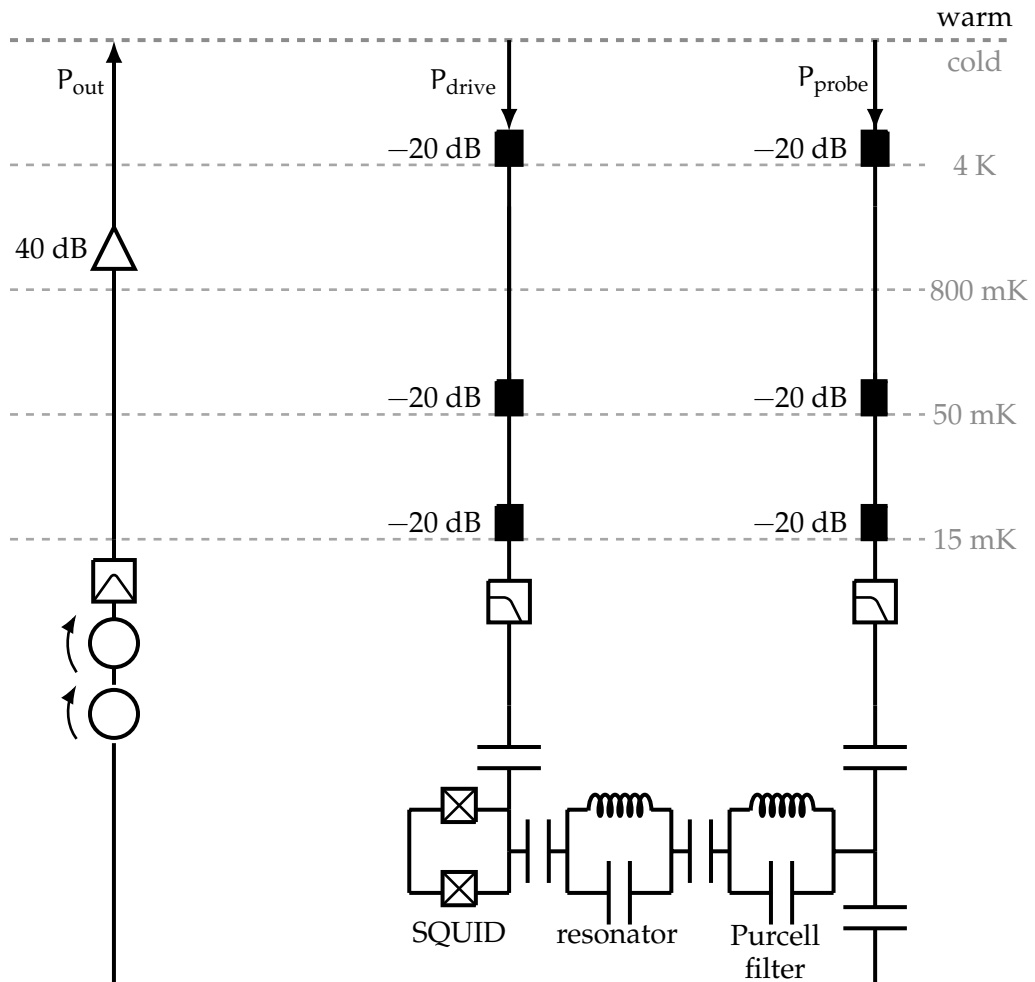 warm
cold
P_out
P_drive
P_probe
−20 dB
−20 dB
4 K
40 dB
800 mK
−20 dB
−20 dB
50 mK
−20 dB
−20 dB
15 mK
SQUID
resonator
Purcell
filter